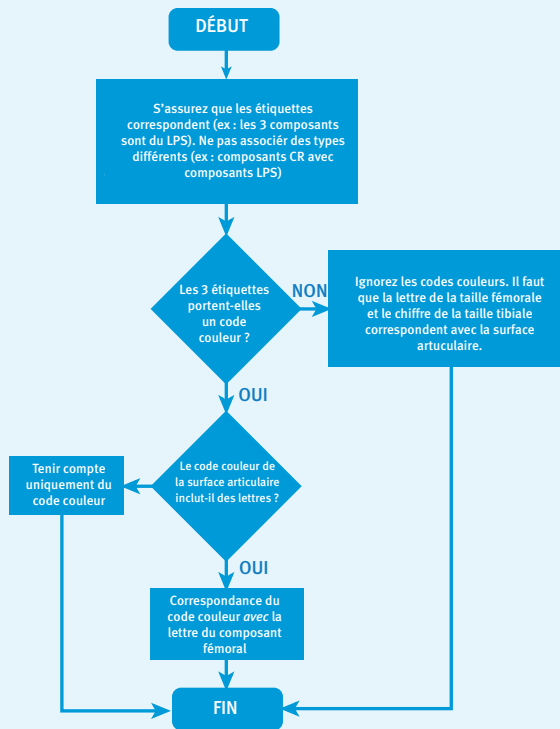 DÉBUT
S'assurez que les étiquettes
correspondent (ex : les 3 composants
sont du LPS). Ne pas associér des types
différents (ex : composants CR avec
composants LPS)
Les 3 étiquettes
portent-elles
un code
couleur ?
NON
Ignorez les codes couleurs. Il faut
que la lettre de la taille fémorale
et le chiffre de la taille tibiale
correspondent avec la surface
artuculaire.
OUI
Le code couleur de
la surface articulaire
inclut-il des lettres ?
Tenir compte
uniquement du
code couleur
OUI
Correspondance du
code couleur avec la
lettre du composant
fémoral
FIN